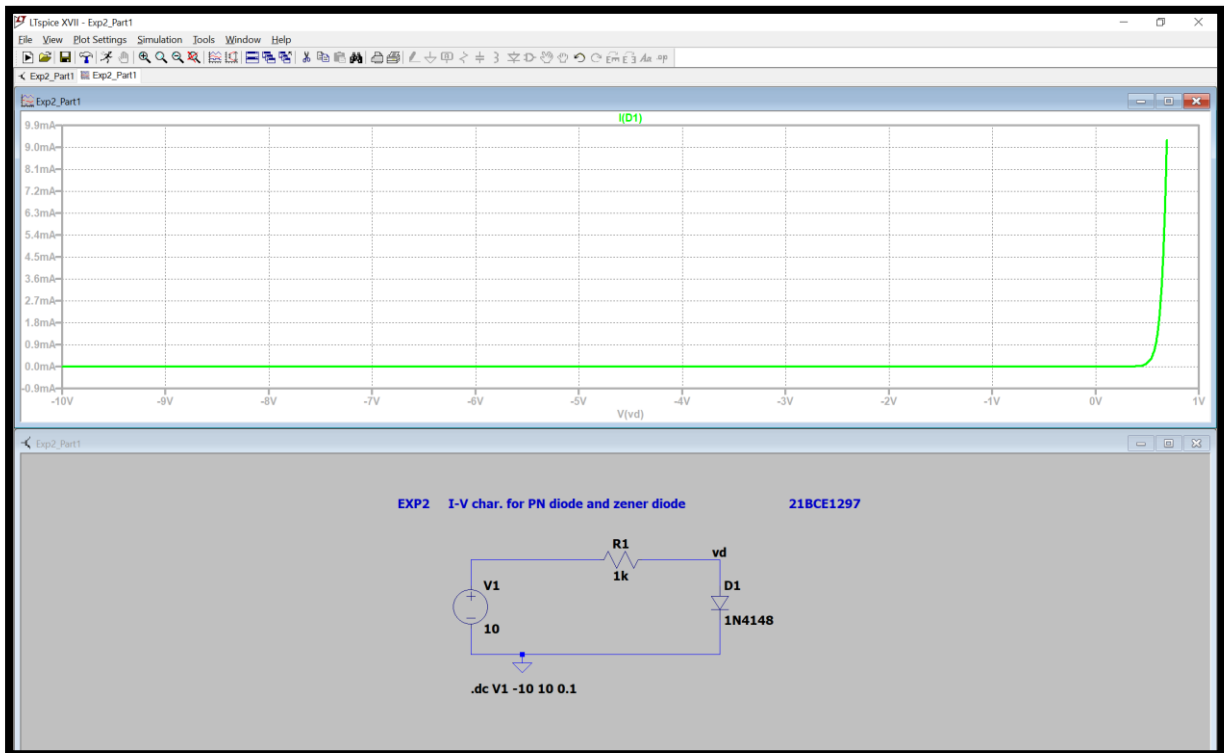 LTspice XVII - Exp2_Part1
File View Plot Settings Simulation Tools Window Help
Exp2_Part1 Exp2_Part1
Exp2_Part1
I(D1)
9.9mA
9.0mA
8.1mA
7.2mA
6.3mA
5.4mA
4.5mA
3.6mA
2.7mA
1.8mA
0.9mA
0.0mA
-0.9mA
-10V -9V -8V -7V -6V -5V -4V -3V -2V -1V 0V 1V
V(vd)
Exp2_Part1
EXP2 I-V char. for PN diode and zener diode 21BCE1297
R1
vd
1k
V1
D1
1N4148
10
.dc V1 -10 10 0.1